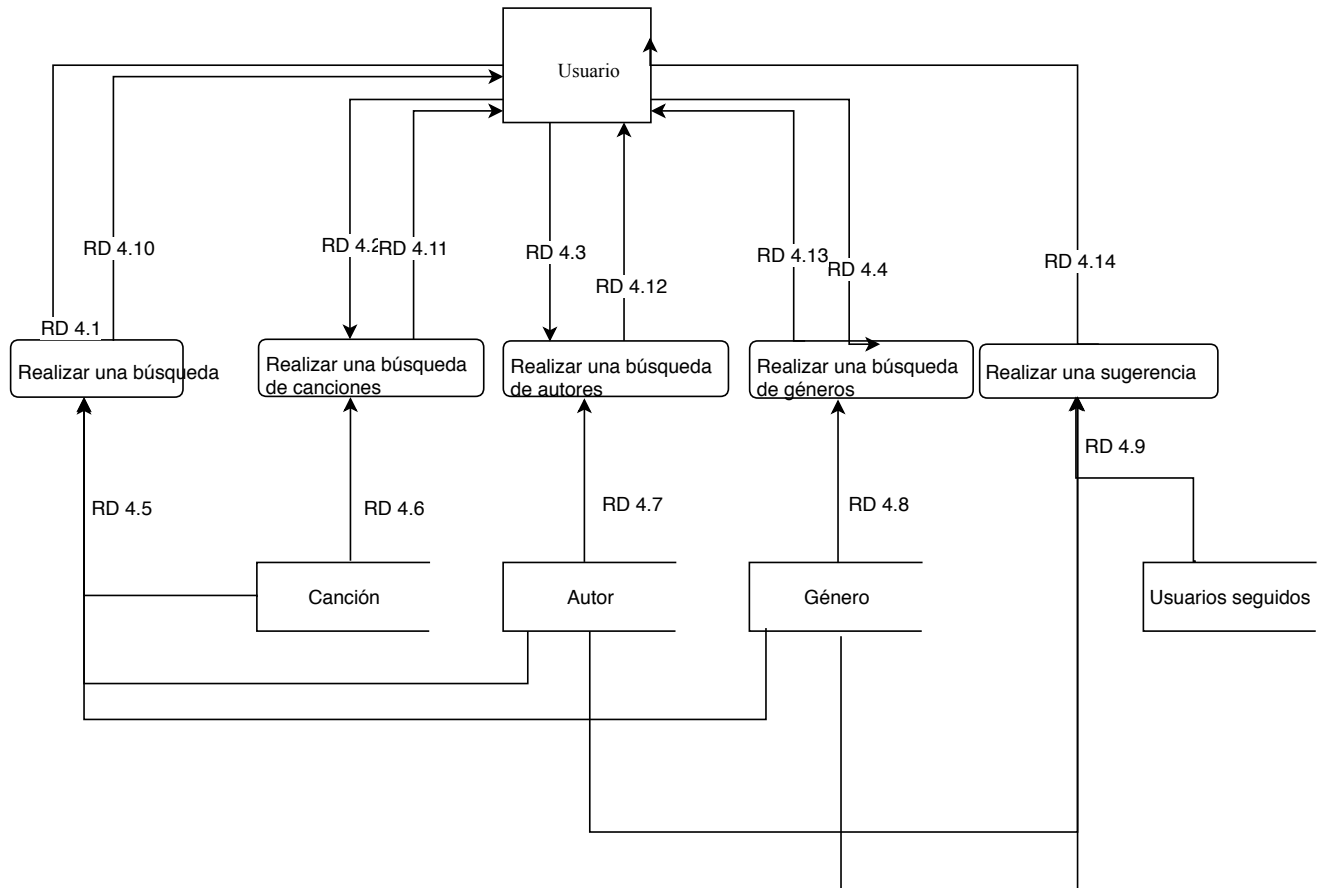 Usuario
RD 4.10
RD 4.2
RD 4.11
RD 4.3
RD 4.12
RD 4.13
RD 4.4
RD 4.14
RD 4.1
Realizar una búsqueda
Realizar una búsqueda
de canciones
Realizar una búsqueda
de autores
Realizar una búsqueda
de géneros
Realizar una sugerencia
RD 4.9
RD 4.5
RD 4.6
RD 4.7
RD 4.8
Canción
Autor
Género
Usuarios seguidos